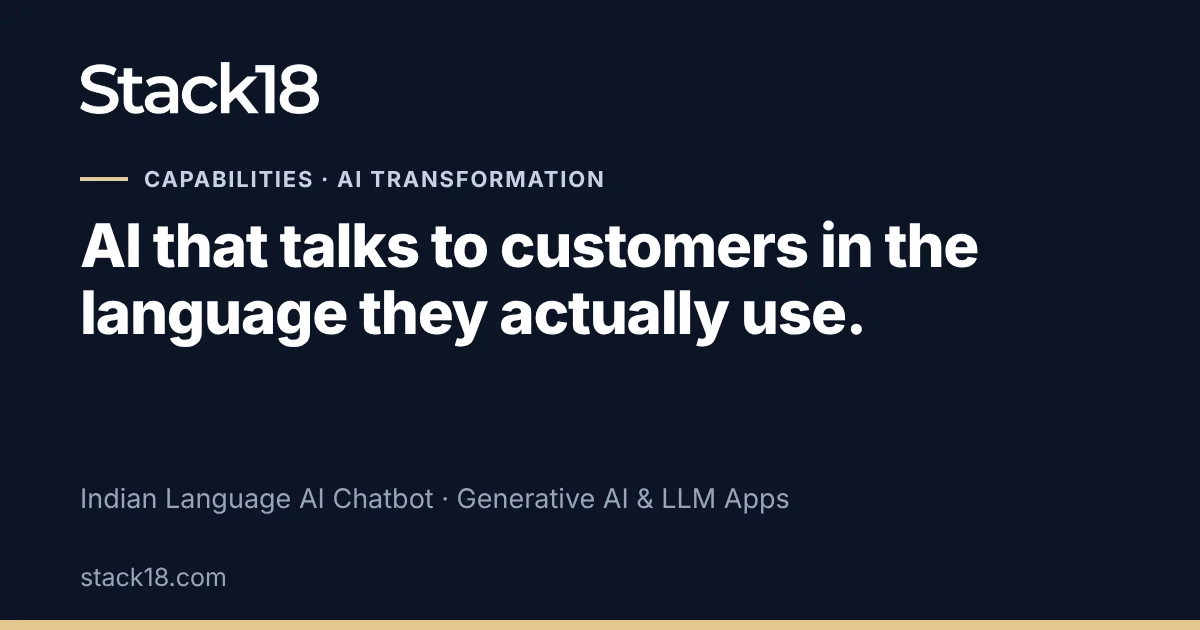 Stack18
CAPABILITIES · AI TRANSFORMATION
AI that talks to customers in the
language they actually use.
Indian Language AI Chatbot · Generative AI & LLM Apps
stack18.com